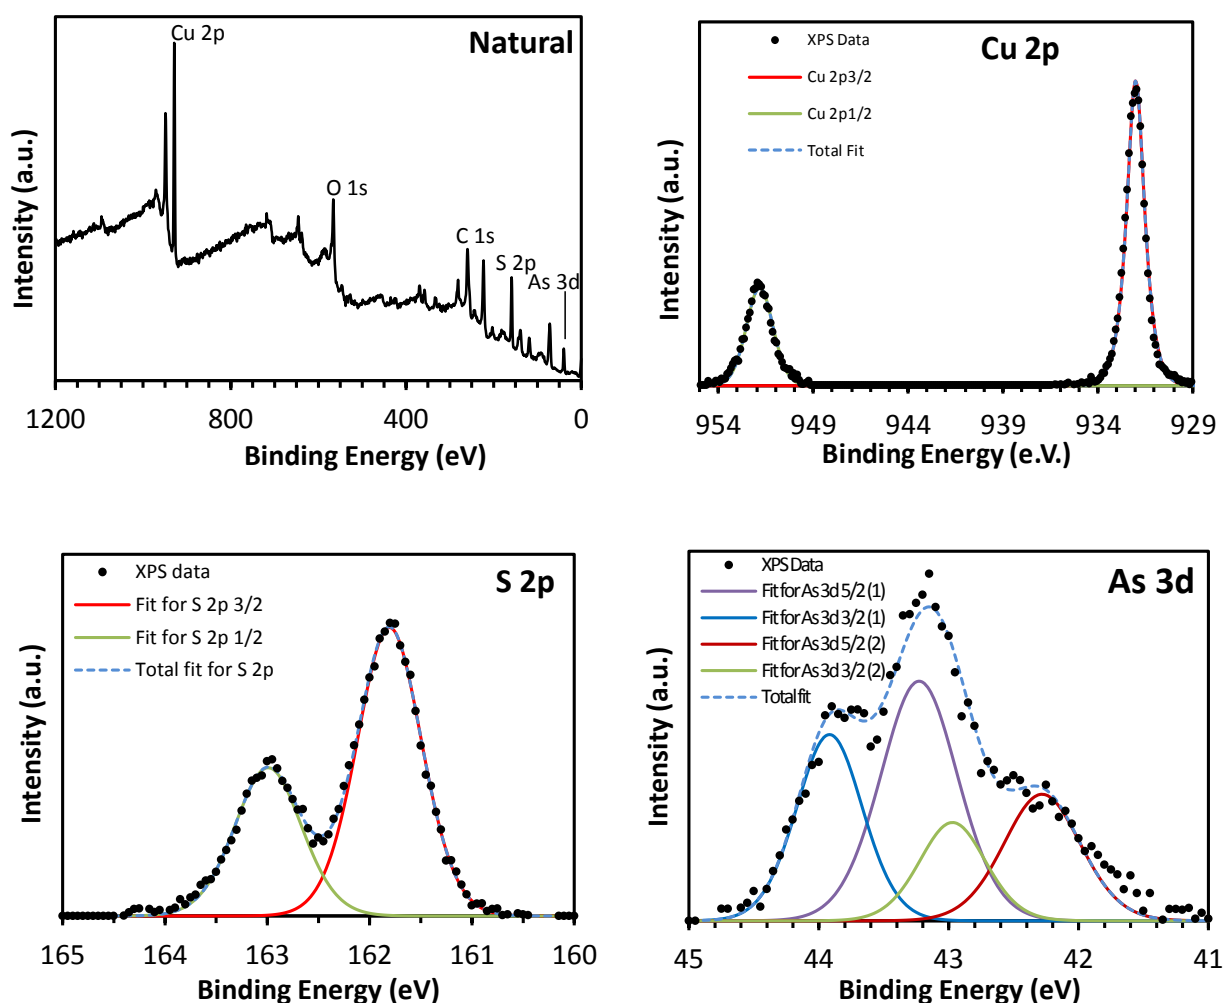 Natural
Cu 2p
O 1s
C 1s
S 2p
As 3d
Intensity (a.u.)
1200 800 400 0
Binding Energy (eV)
Cu 2p
XPS Data
Cu 2p3/2
Cu 2p1/2
Total Fit
Intensity (a.u.)
954 949 944 939 934 929
Binding Energy (e.V.)
S 2p
XPS data
Fit for S 2p 3/2
Fit for S 2p 1/2
Total fit for S 2p
Intensity (a.u.)
165 164 163 162 161 160
Binding Energy (eV)
As 3d
XPS Data
Fit for As 3d 5/2 (1)
Fit for As 3d 3/2 (1)
Fit for As 3d 5/2 (2)
Fit for As 3d 3/2 (2)
Total fit
Intensity (a.u.)
45 44 43 42 41
Binding Energy (eV)